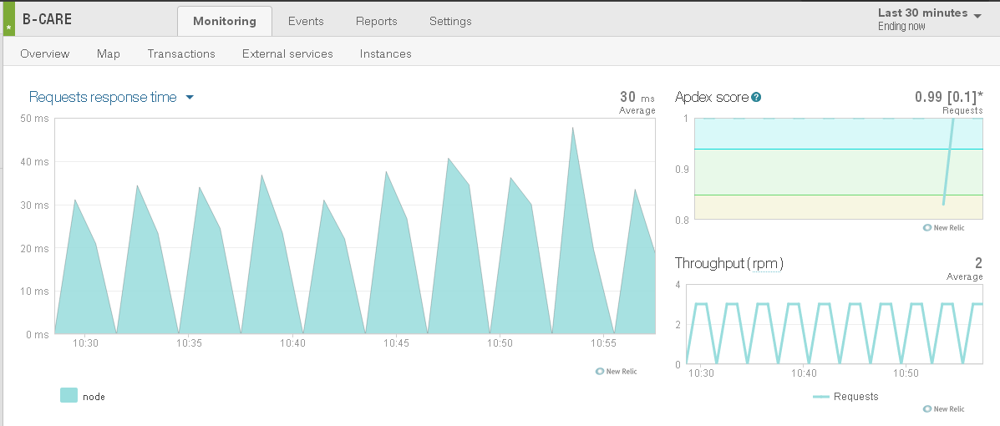 *
B-CARE
Monitoring Events Reports Settings
Last 30 minutes
Ending now
Overview Map Transactions External services Instances
Requests response time
30 ms
Average
50 ms
40 ms
30 ms
20 ms
10 ms
0 ms
10:30 10:35 10:40 10:45 10:50 10:55
New Relic
node
Apdex score ?
0.99 [0.1]*
Requests
1
0.9
0.8
New Relic
Throughput (rpm)
2
Average
4
2
0
10:30 10:40 10:50
Requests
New Relic